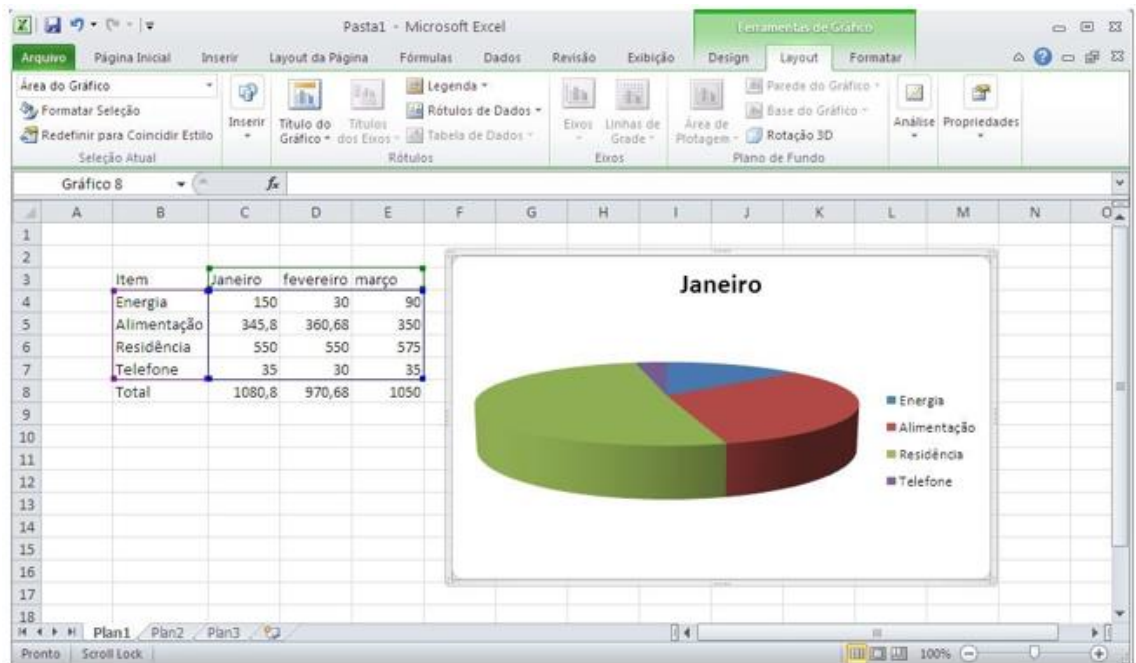 Pasta1 - Microsoft Excel
Ferramentas de Gráfico
Arquivo Página Inicial Inserir Layout da Página Fórmulas Dados Revisão Exibição Design Layout Formatar
Área do Gráfico
Formatar Seleção
Redefinir para Coincidir Estilo
Seleção Atual
Inserir
Título do Gráfico
Títulos dos Eixos
Legenda
Rótulos de Dados
Tabela de Dados
Rótulos
Eixos
Linhas de Grade
Eixos
Área de Plotagem
Parede do Gráfico
Base do Gráfico
Rotação 3D
Plano de Fundo
Análise
Propriedades
Gráfico 8 fx
A B C D E F G H I J K L M N O
1
2
3 Item Janeiro fevereiro março
4 Energia 150 30 90
5 Alimentação 345,8 360,68 350
6 Residência 550 550 575
7 Telefone 35 30 35
8 Total 1080,8 970,68 1050
9
10
11
12
13
14
15
16
17
18
Janeiro
Energia
Alimentação
Residência
Telefone
Plan1 Plan2 Plan3
Pronto Scroll Lock 100%